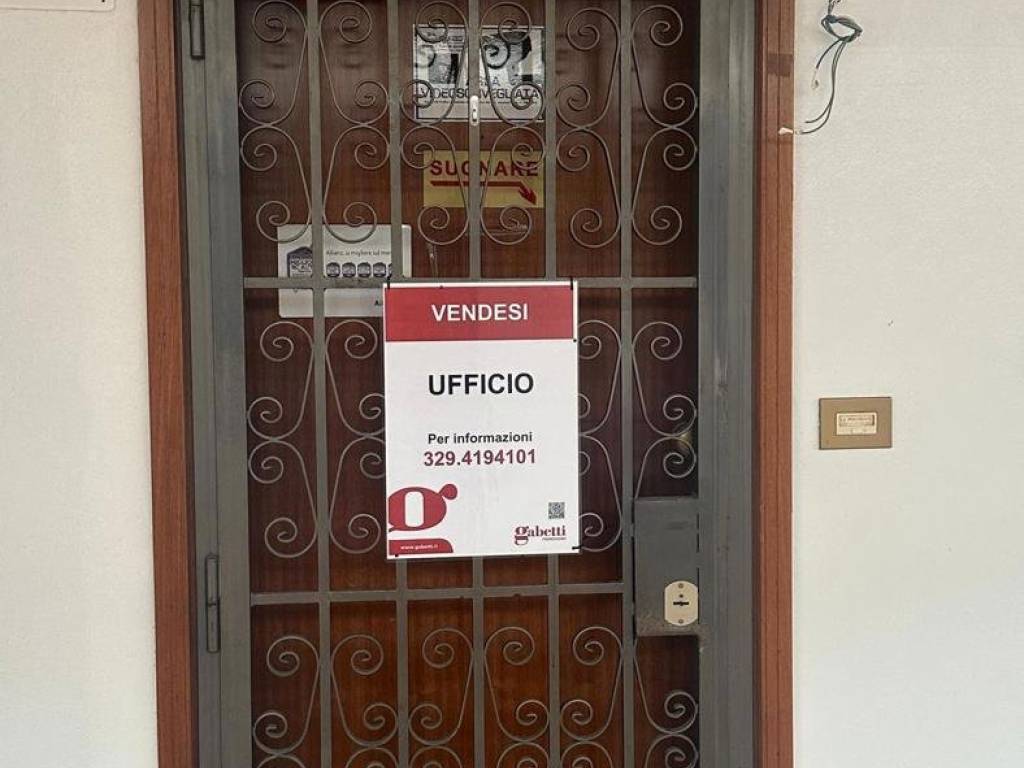 VIDEOSORVEGLIATA
SUONARE
VENDESI
UFFICIO
Per informazioni
329.4194101
gabetti
www.gabetti.it